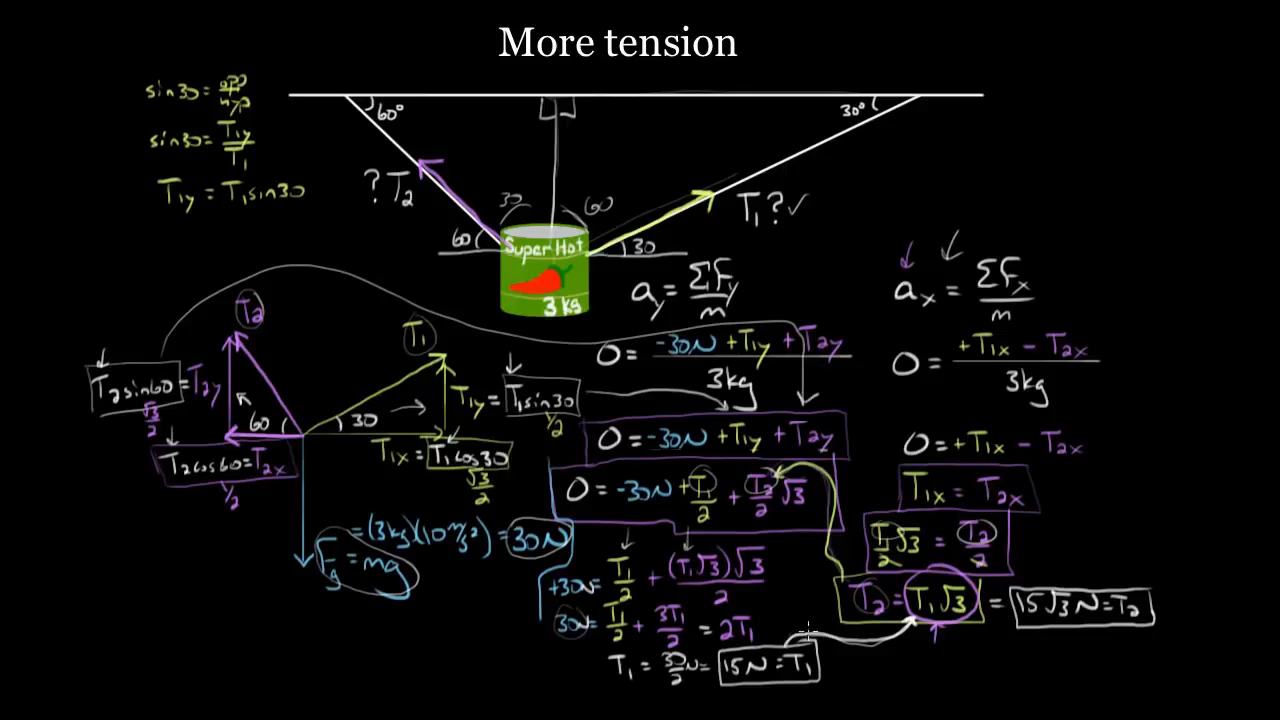 More tension
sin30 = opp/hyp
sin30 = T₁y/T₁
T₁y = T₁sin30
60°
30°
? T₂
T₁ ? ✓
30
60
60
30
Super Hot
3 kg
T₂
T₁
T₂sin60 = T₂y
√3/2
60
30
T₁y = T₁sin30
1/2
T₂cos60 = T₂x
1/2
T₁x = T₁cos30
√3/2
Fg = mg
= (3kg)(10 m/s²) = 30N
ay = ΣFy/m
0 = (-30N + T₁y + T₂y)/3kg
0 = -30N + T₁y + T₂y
0 = -30N + T₁/2 + T₂/2 √3
+30N = T₁/2 + (T₁√3)√3/2
30N = T₁/2 + 3T₁/2 = 2T₁
T₁ = 30/2 N = 15N = T₁
ax = ΣFx/m
0 = (+T₁x - T₂x)/3kg
0 = +T₁x - T₂x
T₁x = T₂x
T₁/2 √3 = T₂/2
T₂ = T₁√3 = 15√3N = T₂